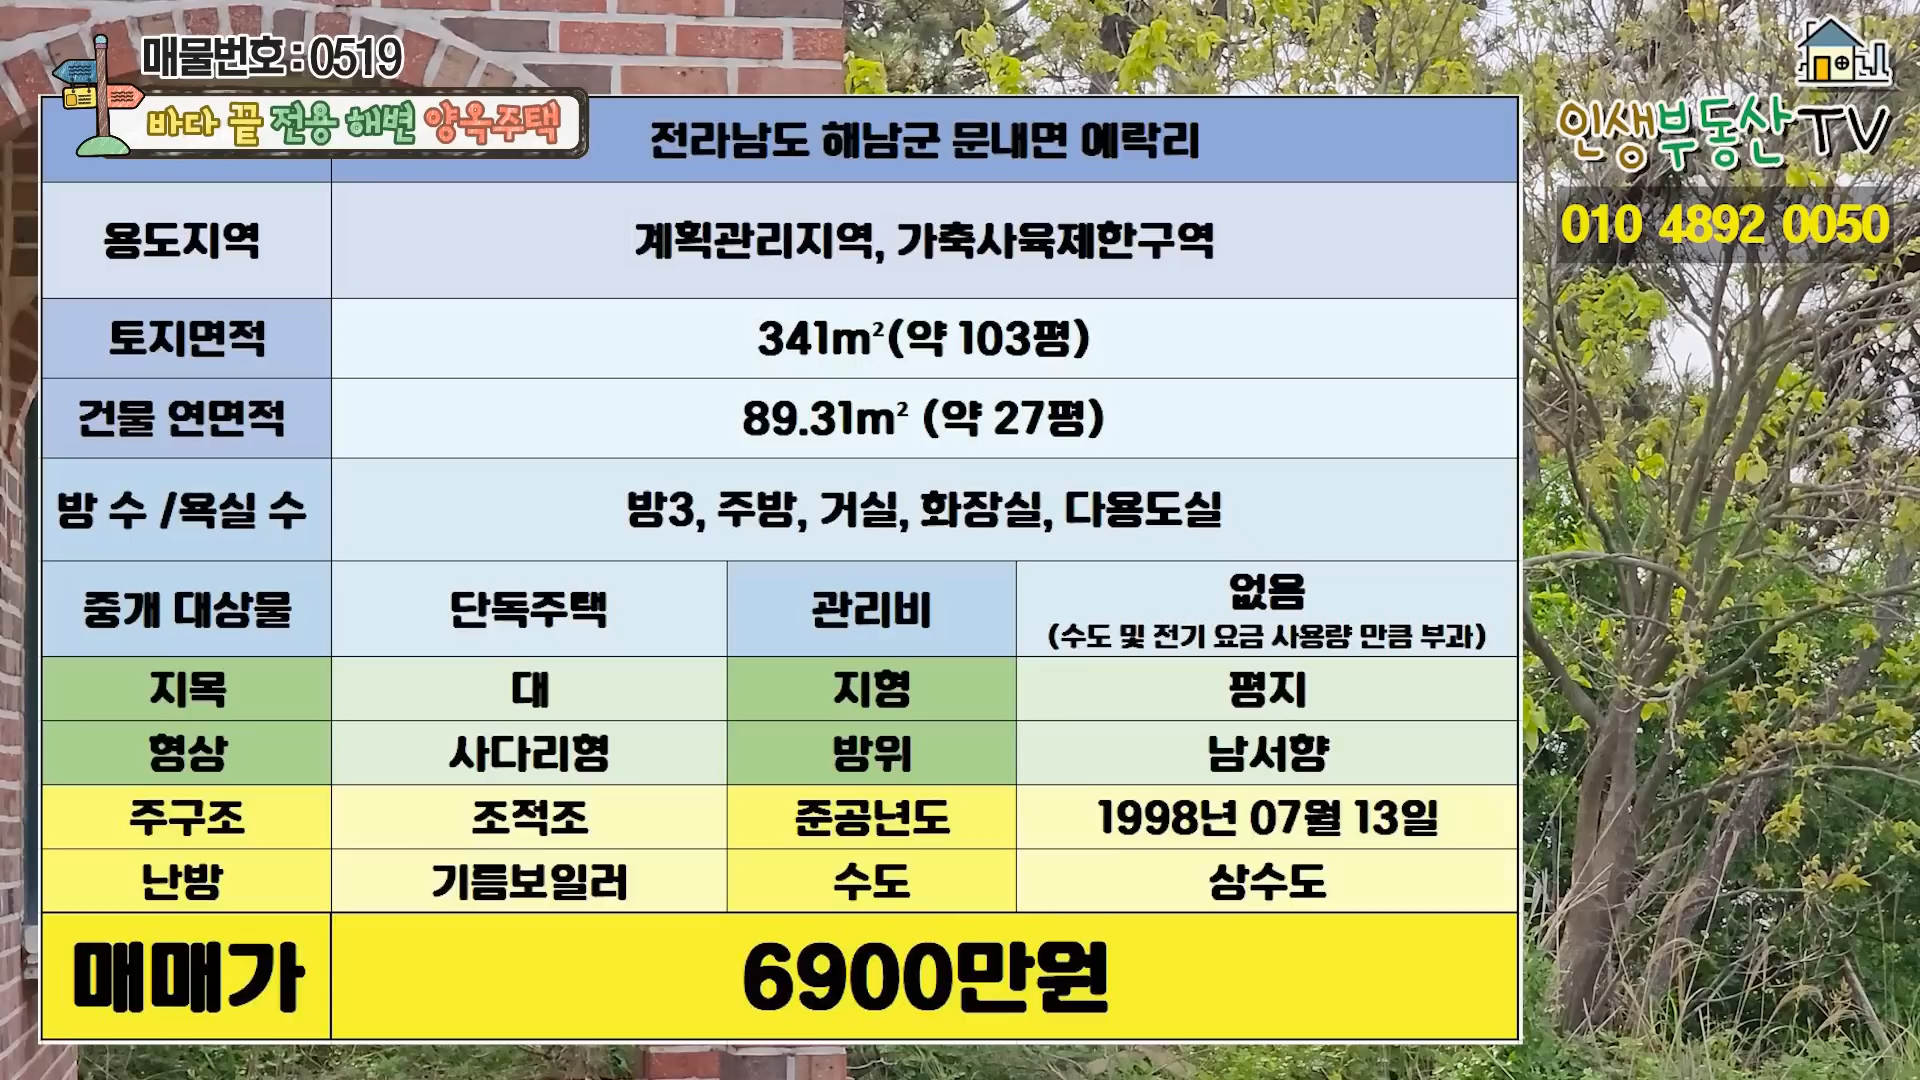 매물번호 : 0519
바다 끝 전용 해변 양옥주택
인생부동산TV
010 4892 0050
전라남도 해남군 문내면 예락리
용도지역 계획관리지역, 가축사육제한구역
토지면적 341m²(약 103평)
건물 연면적 89.31m² (약 27평)
방 수 /욕실 수 방3, 주방, 거실, 화장실, 다용도실
중개 대상물 단독주택 관리비 없음
(수도 및 전기 요금 사용량 만큼 부과)
지목 대 지형 평지
형상 사다리형 방위 남서향
주구조 조적조 준공년도 1998년 07월 13일
난방 기름보일러 수도 상수도
매매가 6900만원